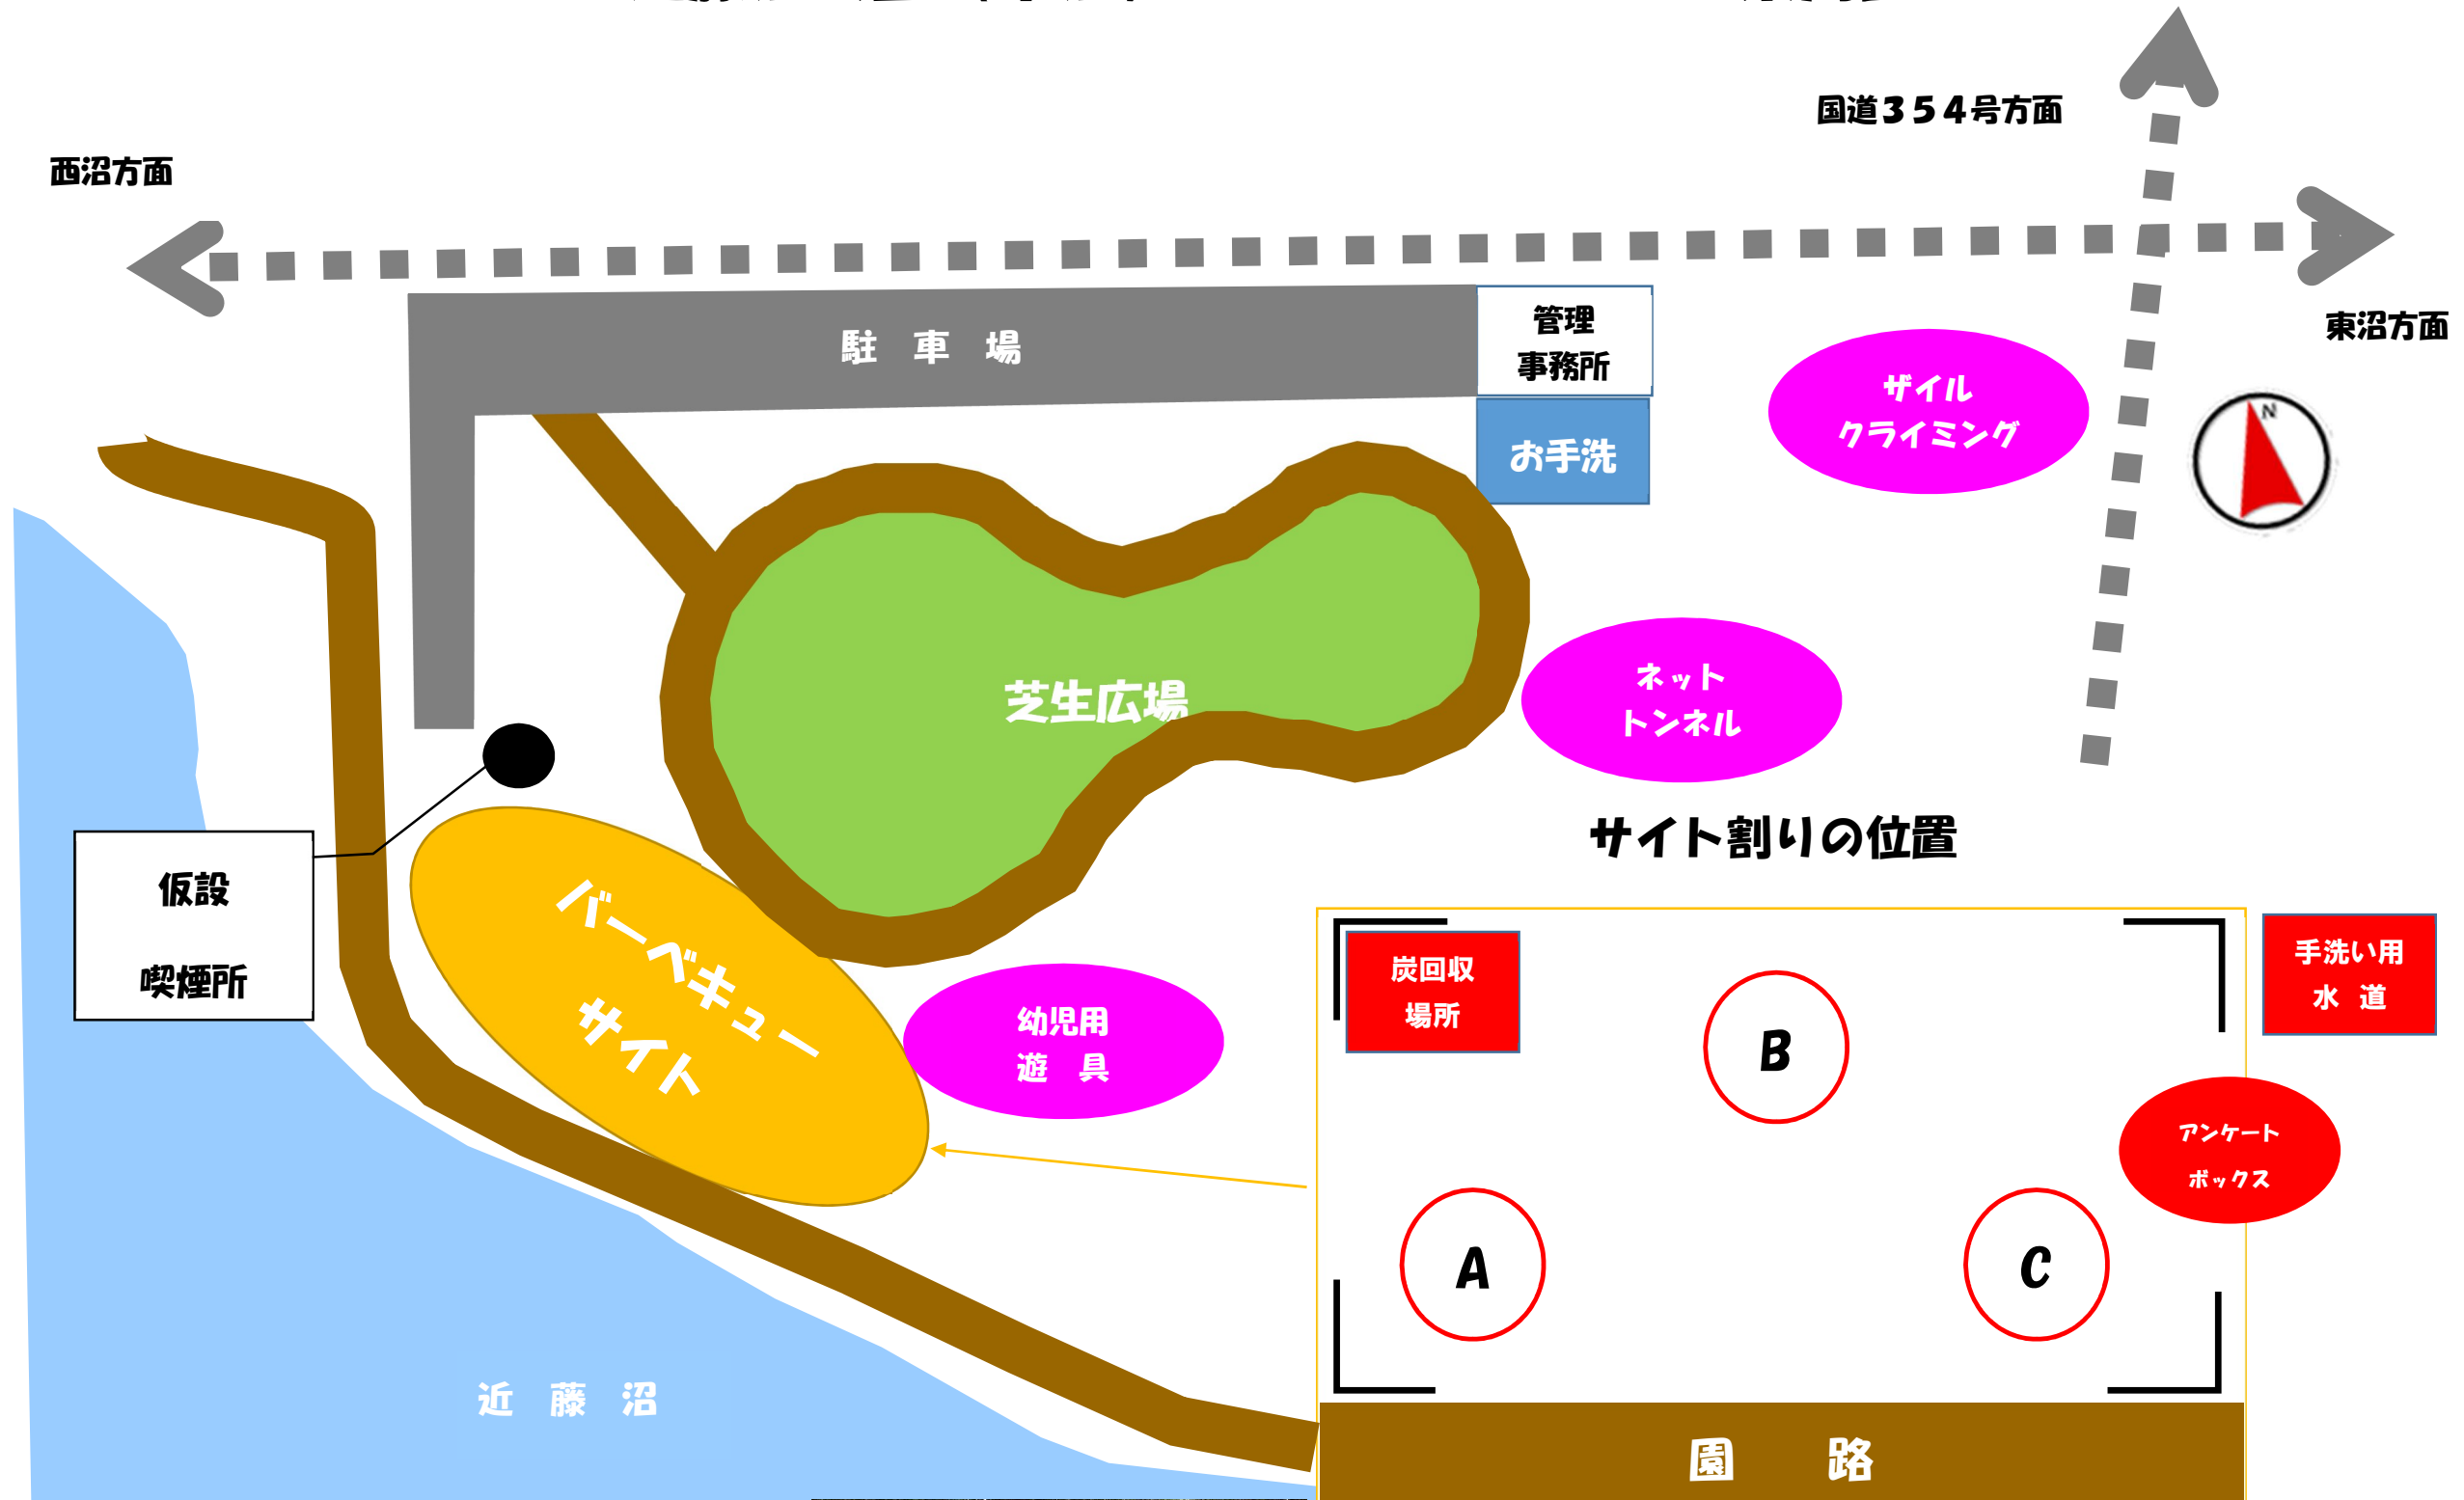 国道３５４号方面
西沼方面
東沼方面
駐 車 場
管理
事務所
お手洗
ザイル
クライミング
N
ネット
トンネル
芝生広場
サイト割りの位置
仮設
喫煙所
バーベキュー
サイト
幼児用
遊 具
炭回収
場所
手洗い用
水 道
B
アンケート
ボックス
A
C
近 藤 沼
園 路